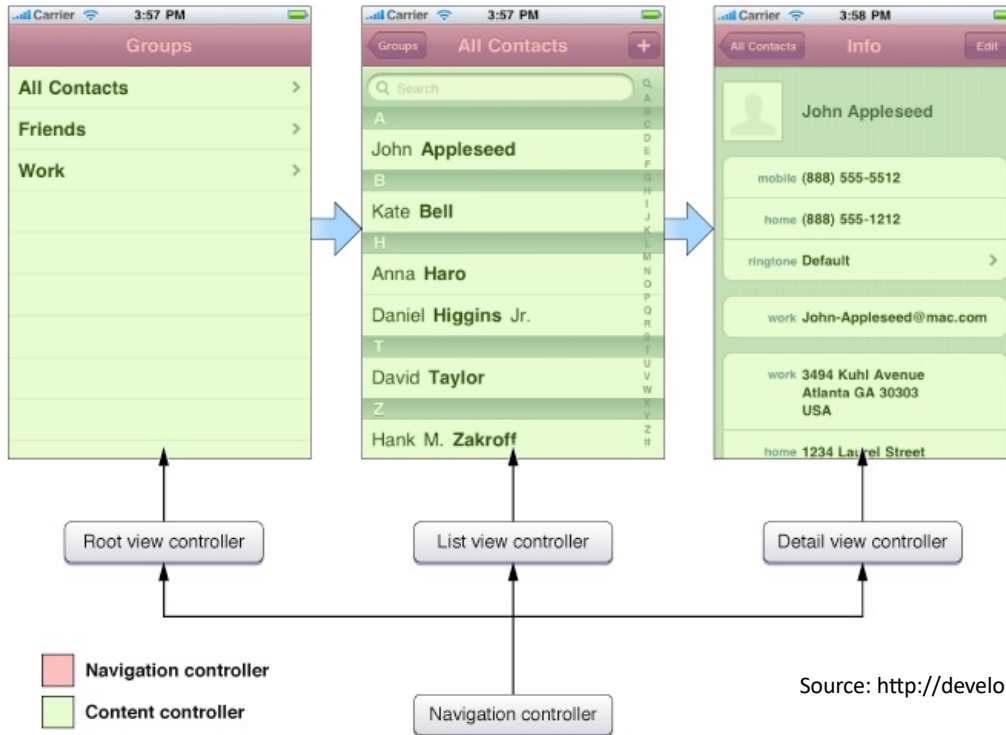 Carrier 3:57 PM
Groups
All Contacts
Friends
Work
Carrier 3:57 PM
Groups All Contacts +
Search
A
John Appleseed
B
Kate Bell
H
Anna Haro
Daniel Higgins Jr.
T
David Taylor
Z
Hank M. Zakroff
A
B
C
D
E
F
G
H
I
J
K
L
M
N
O
P
Q
R
S
T
U
V
W
X
Y
Z
#
Carrier 3:58 PM
All Contacts Info Edit
John Appleseed
mobile (888) 555-5512
home (888) 555-1212
ringtone Default
work John-Appleseed@mac.com
work 3494 Kuhl Avenue
Atlanta GA 30303
USA
home 1234 Laurel Street
Root view controller
List view controller
Detail view controller
Navigation controller
Content controller
Navigation controller
Source: http://develo